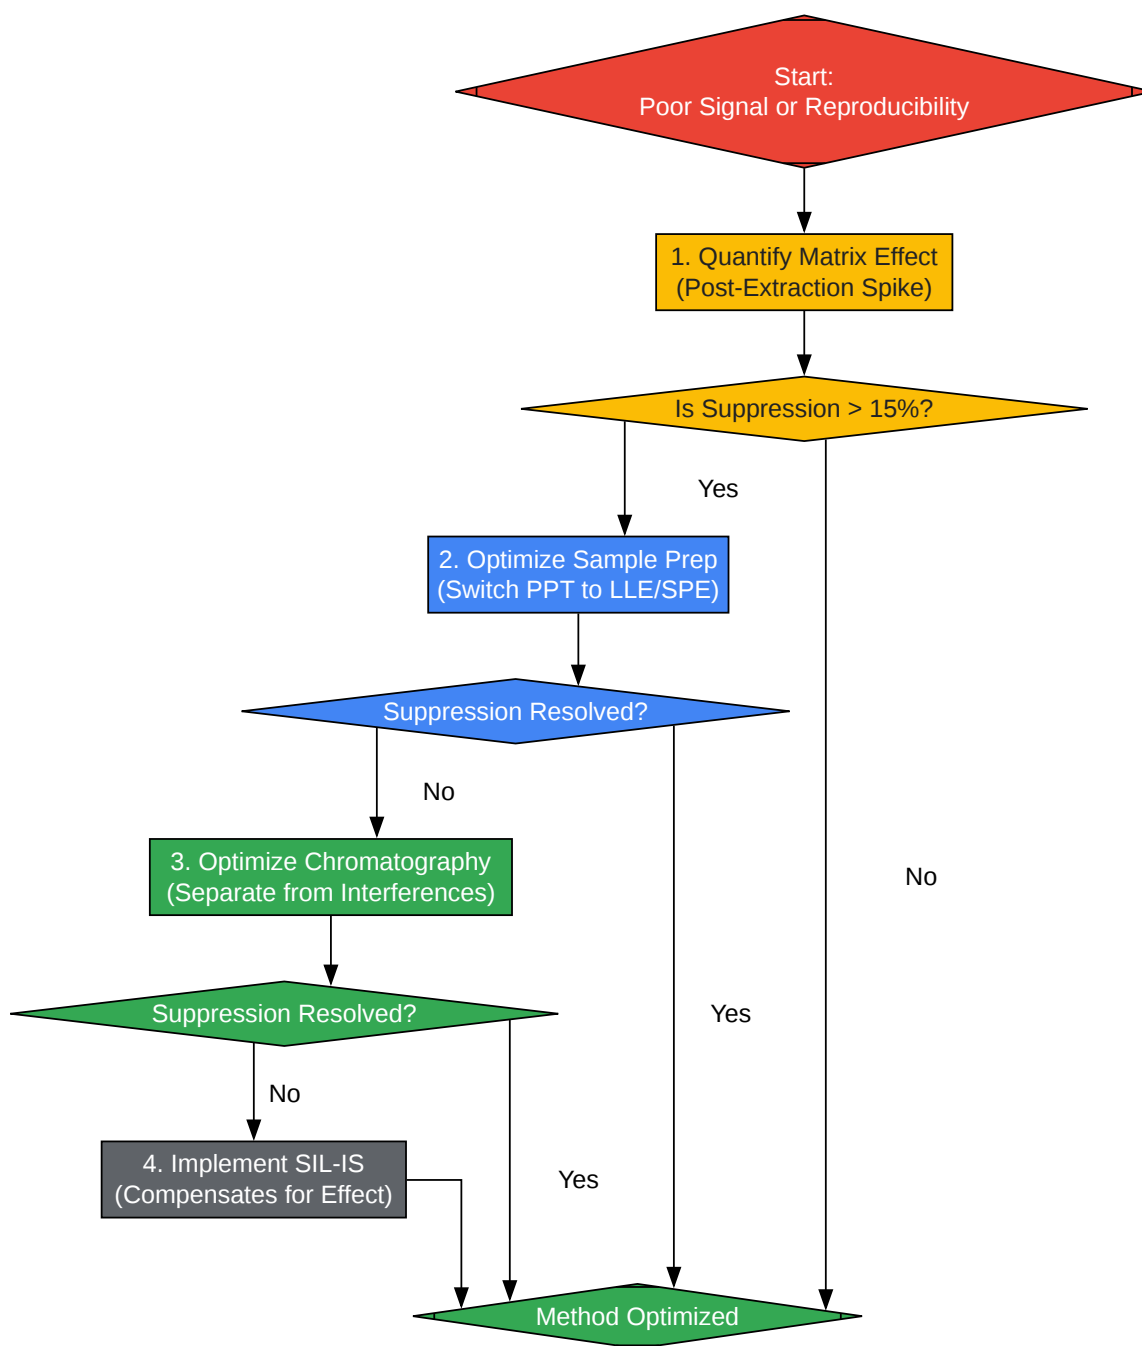 Start:
Poor Signal or Reproducibility
1. Quantify Matrix Effect
(Post-Extraction Spike)
Is Suppression > 15%?
Yes
2. Optimize Sample Prep
(Switch PPT to LLE/SPE)
Suppression Resolved?
No
3. Optimize Chromatography
(Separate from Interferences)
No
Suppression Resolved?
Yes
No
4. Implement SIL-IS
(Compensates for Effect)
Yes
Method Optimized